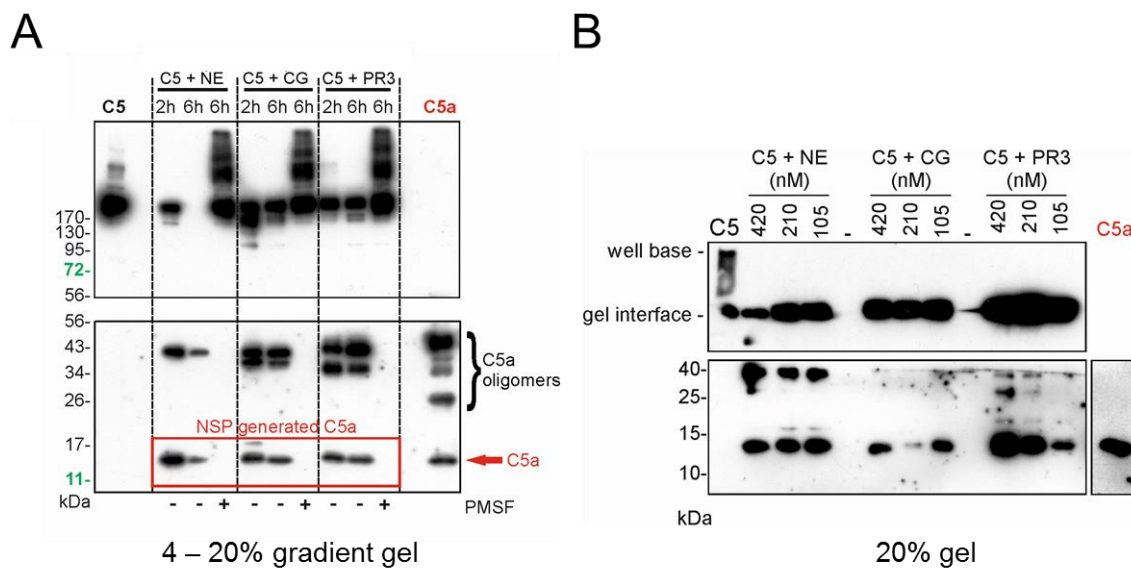 A
C5 + NE C5 + CG C5 + PR3
C5 2h 6h 6h 2h 6h 6h 2h 6h 6h C5a
170-
130-
95-
72-
56-
56-
43-
34-
26-
17-
11-
kDa
C5a
oligomers
NSP generated C5a
C5a
- - + - - + - - + PMSF
4 – 20% gradient gel
B
C5 + NE C5 + CG C5 + PR3
(nM) (nM) (nM)
C5 420 210 105 - 420 210 105 - 420 210 105 C5a
well base -
gel interface -
40-
25-
15-
10-
kDa
20% gel